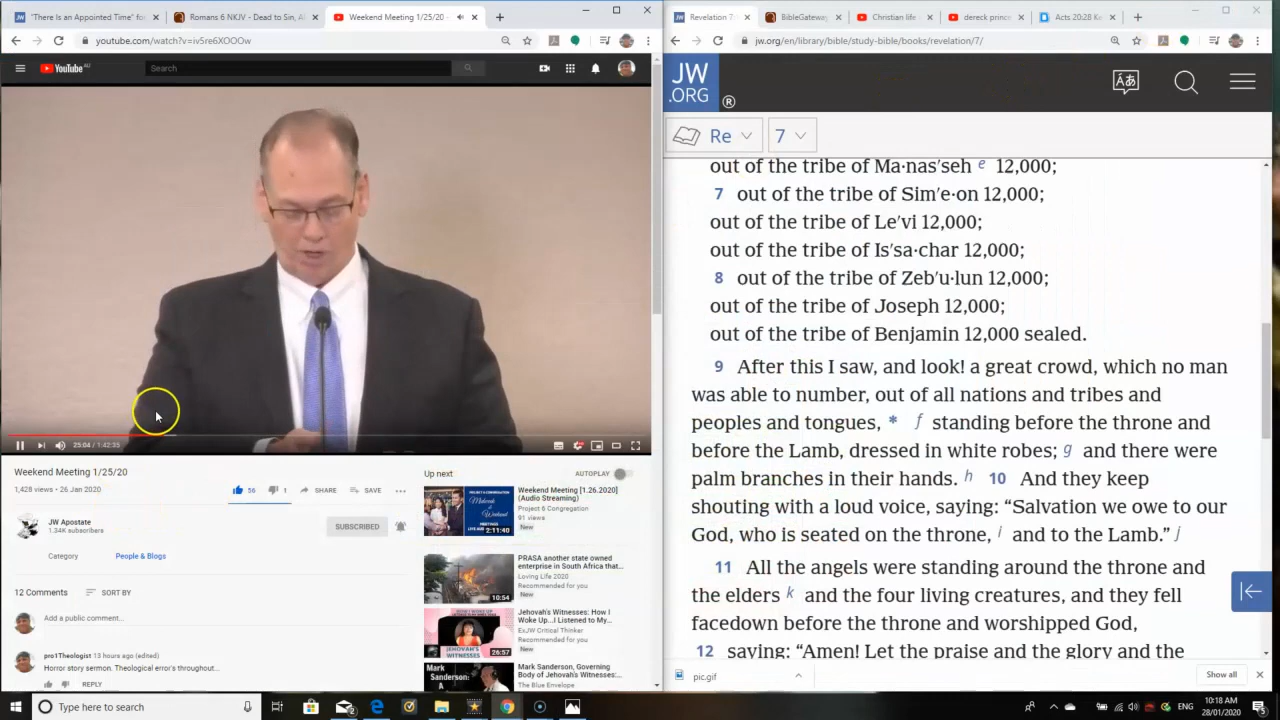 "There Is an Appointed Time" for
Romans 6 NKJV - Dead to Sin, Al
Weekend Meeting 1/25/20 -
youtube.com/watch?v=iv5re6XOOOw
YouTube AU
Search
25:04 / 1:42:35
Weekend Meeting 1/25/20
1,428 views • 26 Jan 2020
56
1
SHARE
SAVE
JW Apostate
1.34K subscribers
SUBSCRIBED
Category
People & Blogs
12 Comments
SORT BY
Add a public comment...
pro1Theologist 13 hours ago (edited)
Horror story sermon. Theological error's throughout...
REPLY
Up next
AUTOPLAY
Weekend Meeting [1.26.2020]
(Audio Streaming)
Project 6 Congregation
91 views
New
2:11:40
PRASA another state owned
enterprise in South Africa that...
Loving Life 2020
Recommended for you
New
10:54
Jehovah's Witnesses: How I
Woke Up...I Listened to My...
ExJW Critical Thinker
Recommended for you
New
26:57
JEHOVAH'S
WITNESSES
Mark Sanderson, Governing
Body of Jehovah's Witnesses:...
The Blue Envelope
Mark
Sanderson:
Revelation 7
BibleGateway
Christian life
dereck prince
Acts 20:28 Ke
jw.org/en/library/bible/study-bible/books/revelation/7/
JW
.ORG
®
Re
7
out of the tribe of Ma·nas′seh e 12,000;
7 out of the tribe of Sim′e·on 12,000;
out of the tribe of Le′vi 12,000;
out of the tribe of Is′sa·char 12,000;
8 out of the tribe of Zeb′u·lun 12,000;
out of the tribe of Joseph 12,000;
out of the tribe of Benjamin 12,000 sealed.
9 After this I saw, and look! a great crowd, which no man
was able to number, out of all nations and tribes and
peoples and tongues, * f standing before the throne and
before the Lamb, dressed in white robes; g and there were
palm branches in their hands. h 10 And they keep
shouting with a loud voice, saying: “Salvation we owe to our
God, who is seated on the throne, i and to the Lamb.” j
11 All the angels were standing around the throne and
the elders k and the four living creatures, and they fell
facedown before the throne and worshipped God,
12 saying: “Amen! Let the praise and the glory and the
pic.gif
Show all
Type here to search
ENG
10:18 AM
28/01/2020